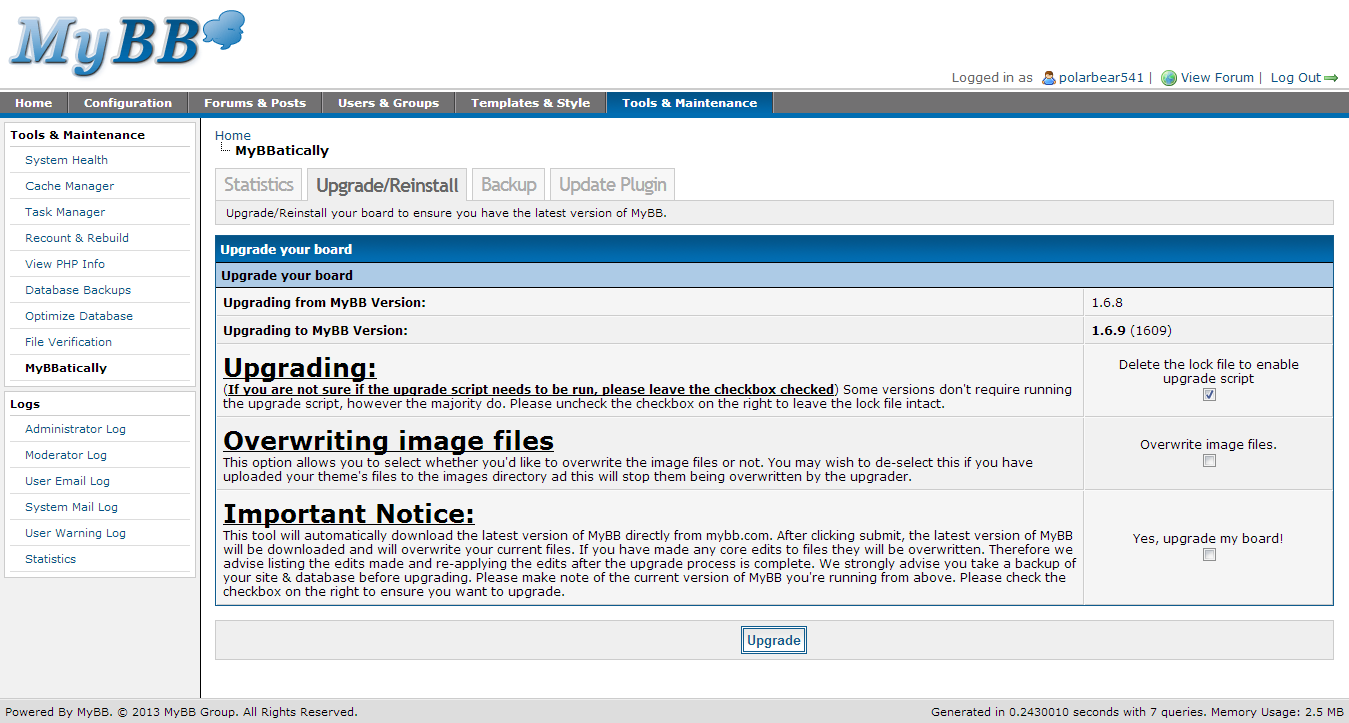 MyBB
Logged in as polarbear541 | View Forum | Log Out
Home Configuration Forums & Posts Users & Groups Templates & Style Tools & Maintenance
Tools & Maintenance
System Health
Cache Manager
Task Manager
Recount & Rebuild
View PHP Info
Database Backups
Optimize Database
File Verification
MyBBatically
Logs
Administrator Log
Moderator Log
User Email Log
System Mail Log
User Warning Log
Statistics
Home
MyBBatically
Statistics Upgrade/Reinstall Backup Update Plugin
Upgrade/Reinstall your board to ensure you have the latest version of MyBB.
Upgrade your board
Upgrade your board
Upgrading from MyBB Version: 1.6.8
Upgrading to MyBB Version: 1.6.9 (1609)
Upgrading:
(If you are not sure if the upgrade script needs to be run, please leave the checkbox checked) Some versions don't require running
the upgrade script, however the majority do. Please uncheck the checkbox on the right to leave the lock file intact.
Delete the lock file to enable
upgrade script
Overwriting image files
This option allows you to select whether you'd like to overwrite the image files or not. You may wish to de-select this if you have
uploaded your theme's files to the images directory ad this will stop them being overwritten by the upgrader.
Overwrite image files.
Important Notice:
This tool will automatically download the latest version of MyBB directly from mybb.com. After clicking submit, the latest version of MyBB
will be downloaded and will overwrite your current files. If you have made any core edits to files they will be overwritten. Therefore we
advise listing the edits made and re-applying the edits after the upgrade process is complete. We strongly advise you take a backup of
your site & database before upgrading. Please make note of the current version of MyBB you're running from above. Please check the
checkbox on the right to ensure you want to upgrade.
Yes, upgrade my board!
Upgrade
Powered By MyBB. © 2013 MyBB Group. All Rights Reserved.
Generated in 0.2430010 seconds with 7 queries. Memory Usage: 2.5 MB